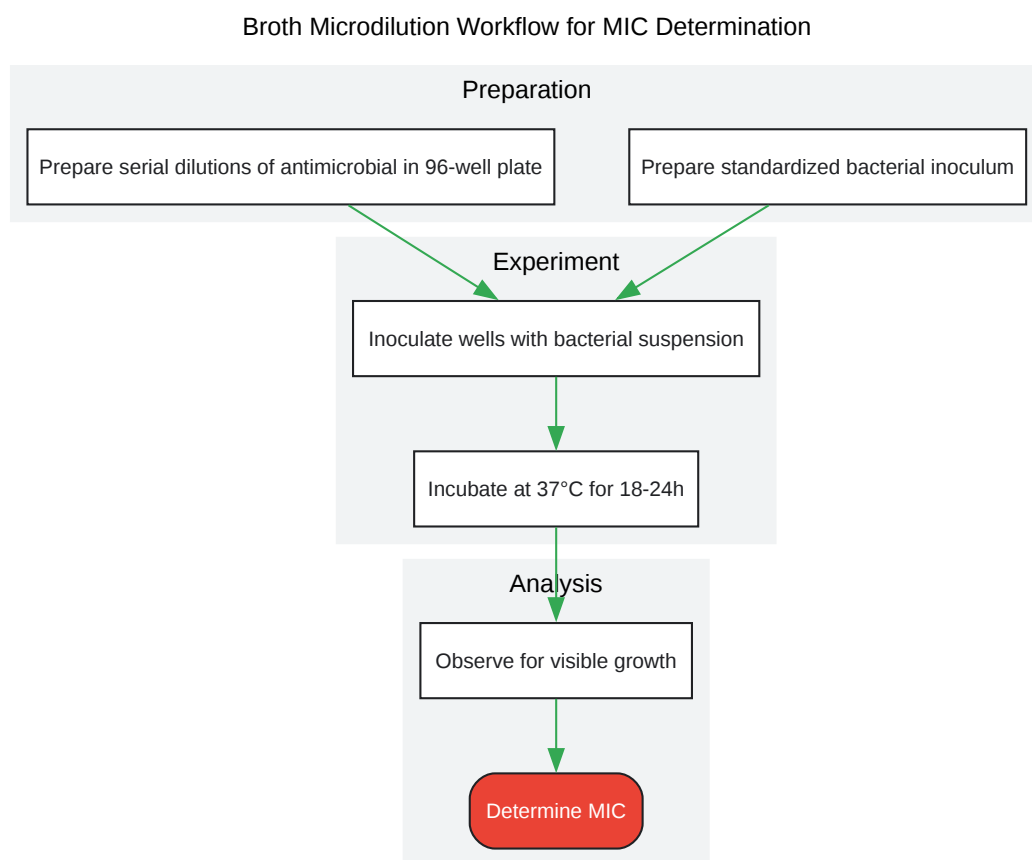 Broth Microdilution Workflow for MIC Determination
Preparation
Prepare serial dilutions of antimicrobial in 96-well plate
Prepare standardized bacterial inoculum
Experiment
Inoculate wells with bacterial suspension
Incubate at 37°C for 18-24h
Analysis
Observe for visible growth
Determine MIC